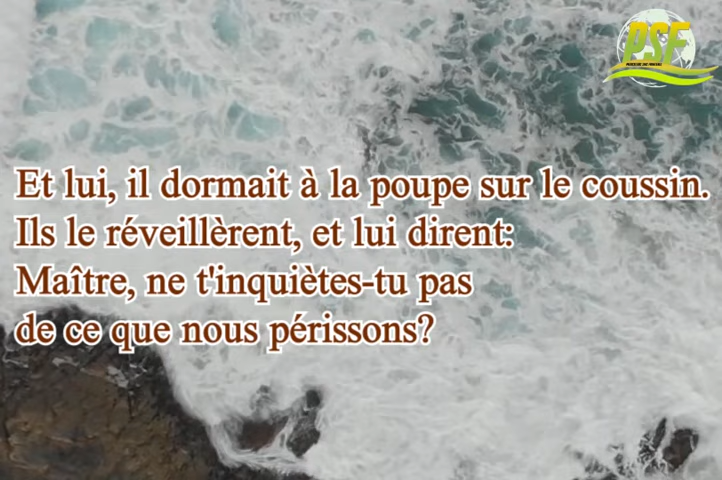 PSF
Et lui, il dormait à la poupe sur le coussin.
Ils le réveillèrent, et lui dirent:
Maître, ne t'inquiètes-tu pas
de ce que nous périssons?